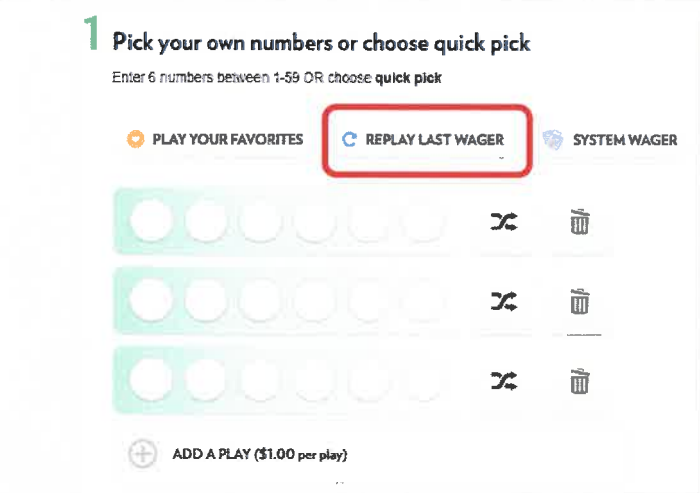 1
Pick your own numbers or choose quick pick
Enter 6 numbers between 1-59 OR choose quick pick
PLAY YOUR FAVORITES REPLAY LAST WAGER SYSTEM WAGER
ADD A PLAY ($1.00 per play)